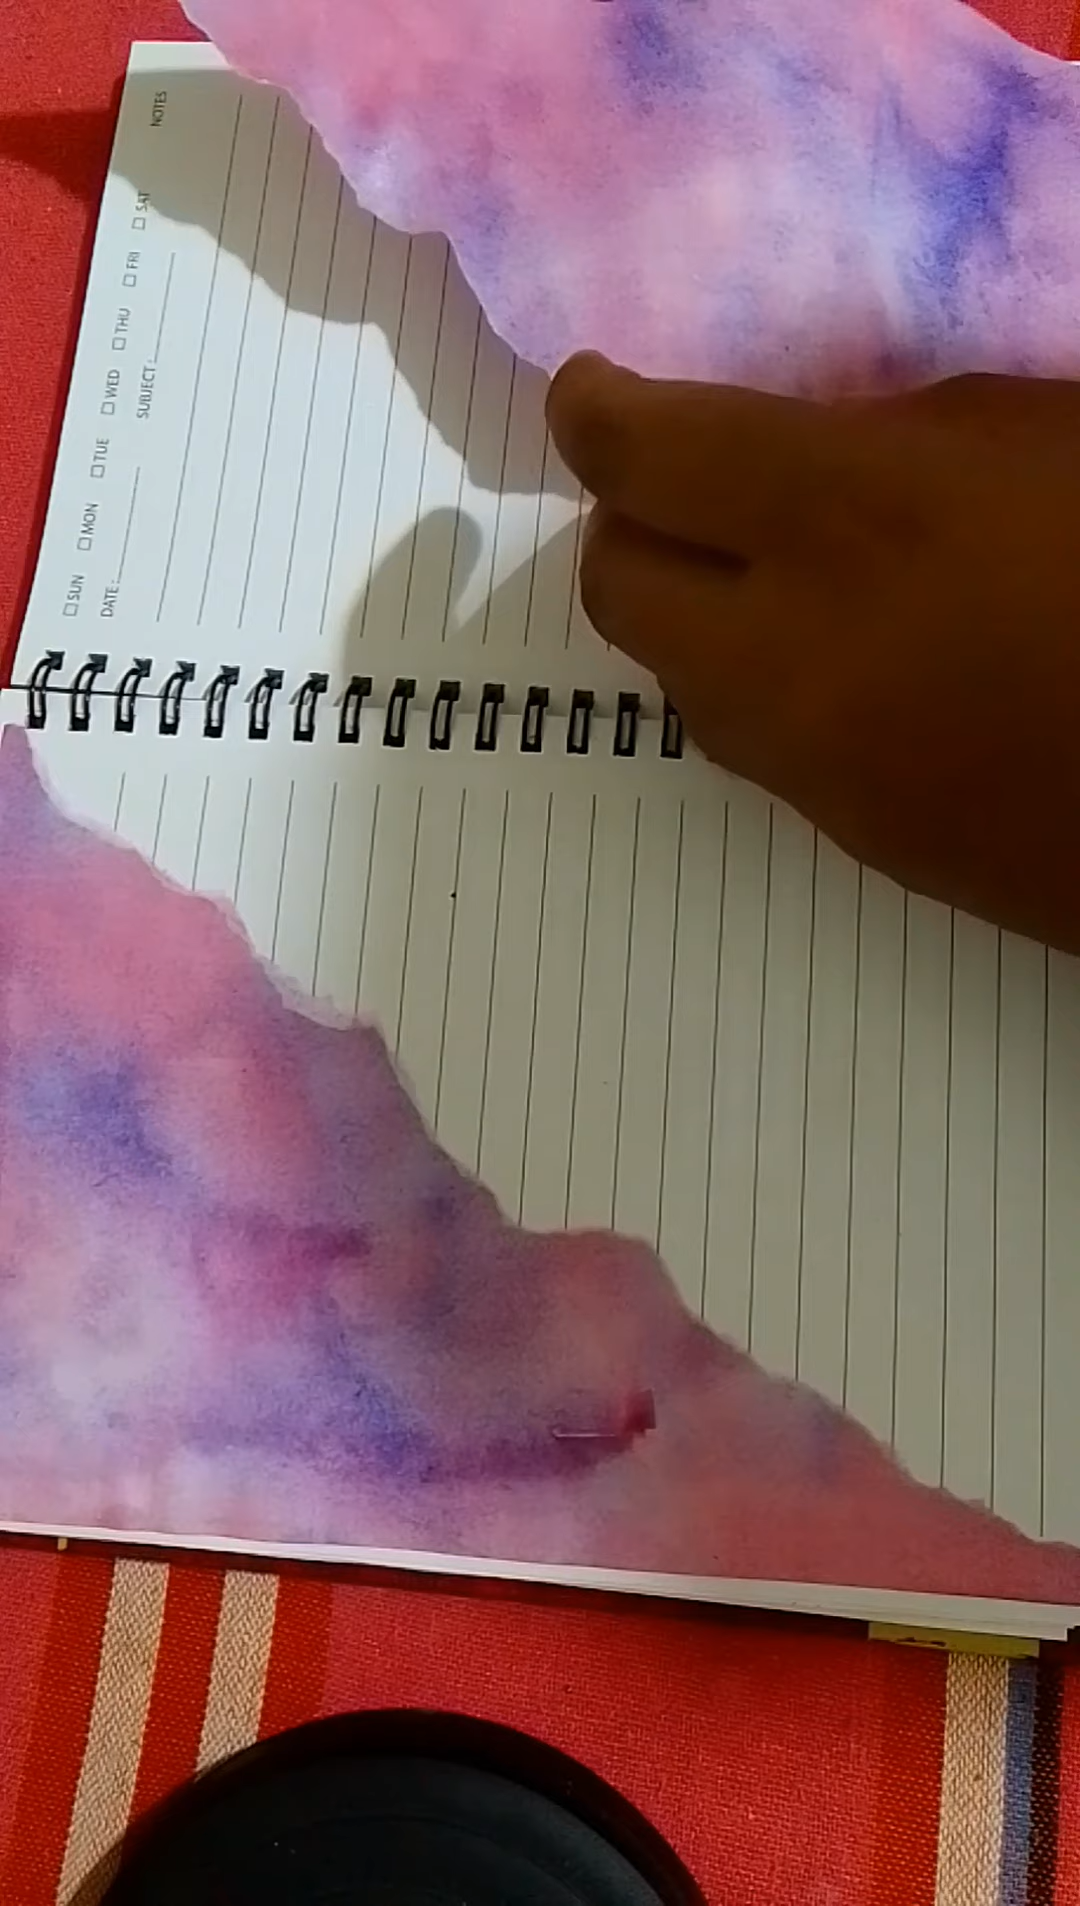 NOTES
☐ SUN ☐ MON ☐ TUE ☐ WED ☐ THU ☐ FRI ☐ SAT
DATE: SUBJECT: